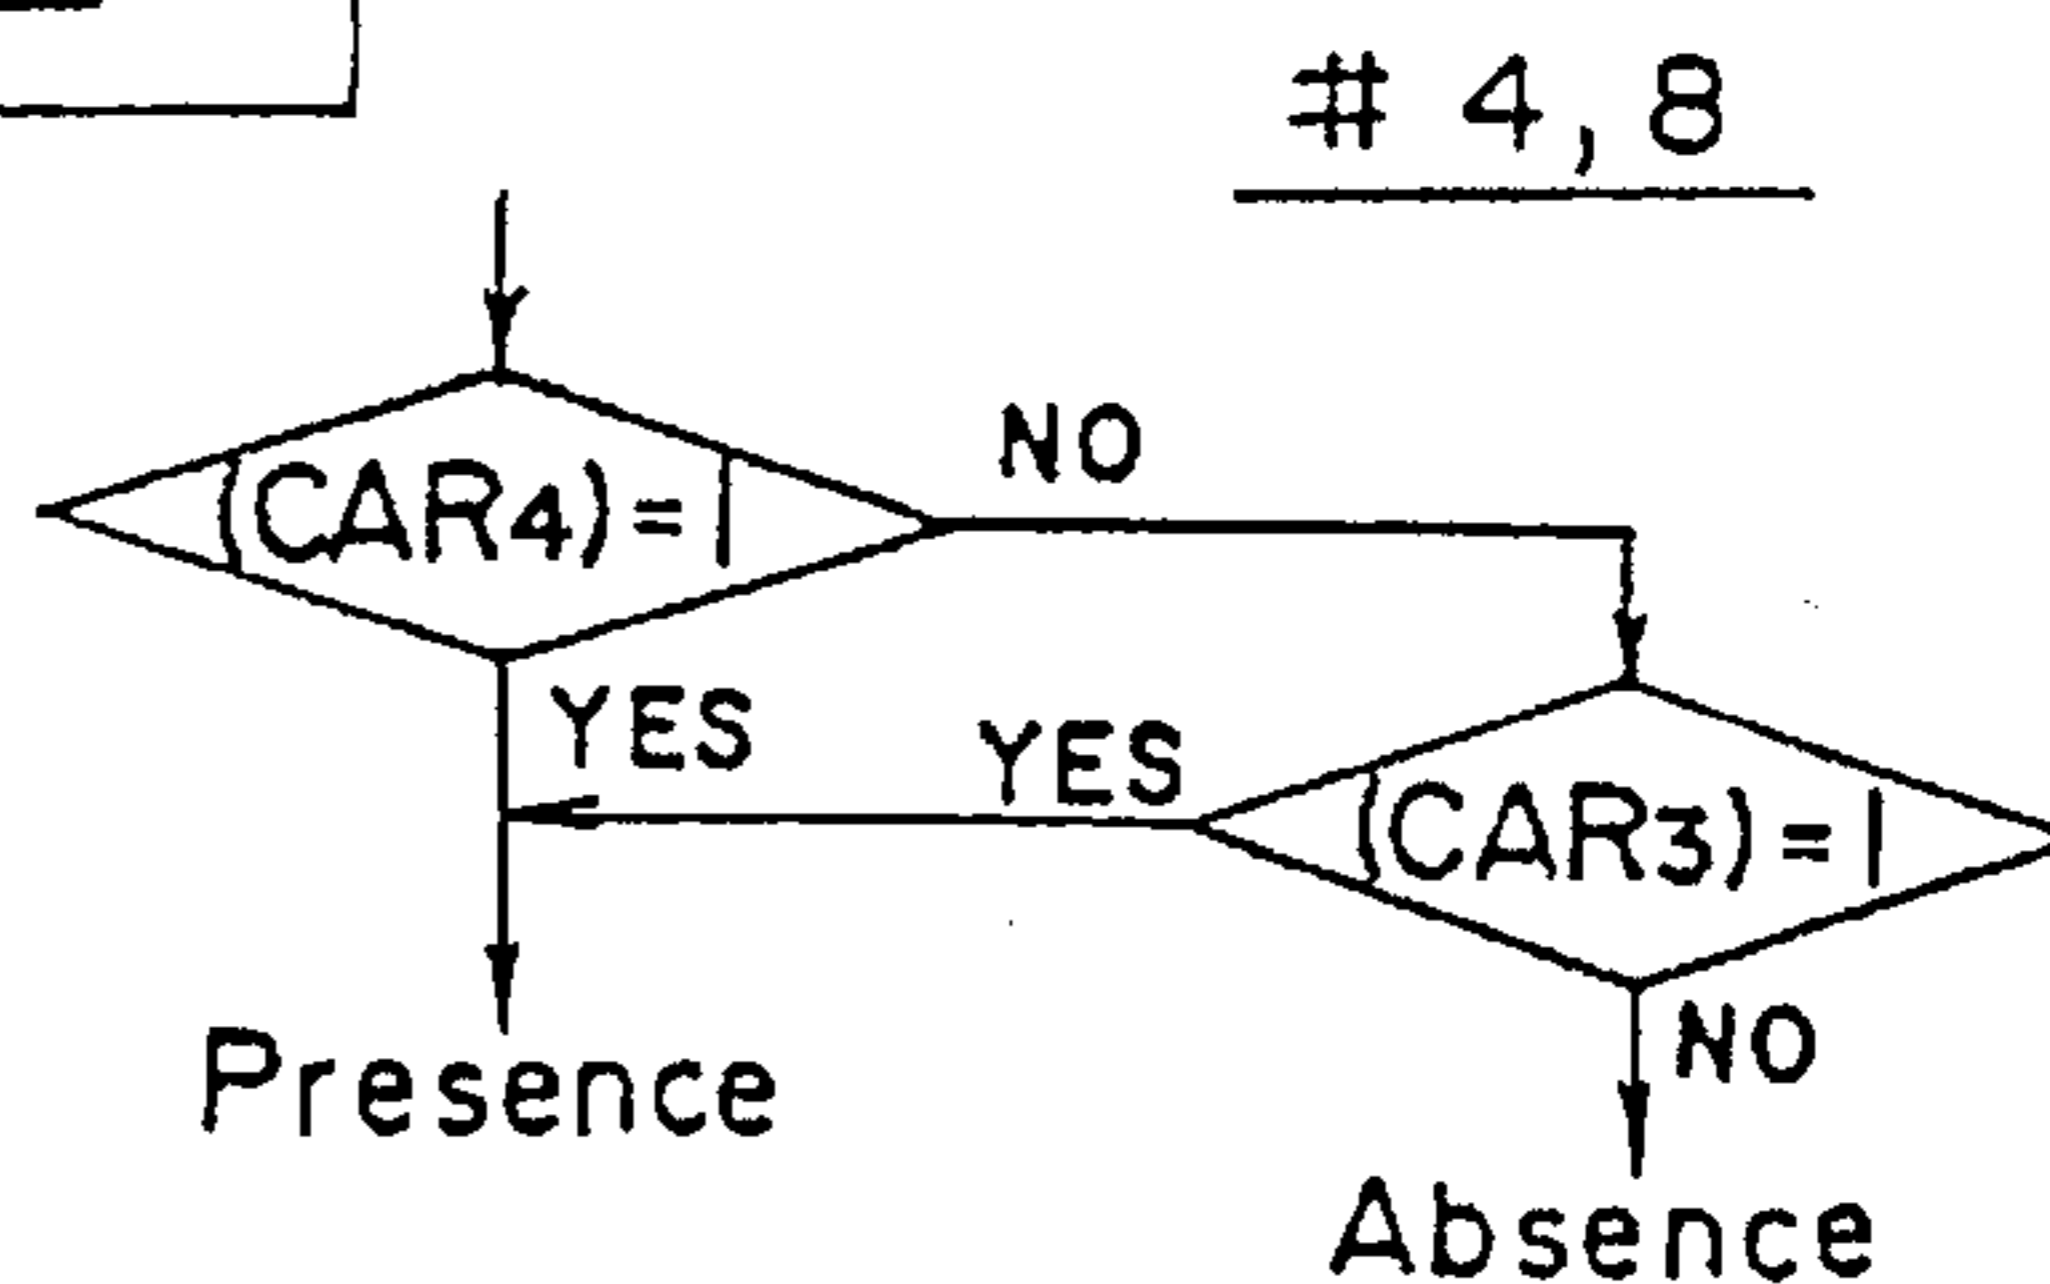 # 4,8
(CAR4)=1
NO
YES
YES
(CAR3)=1
NO
Presence
Absence